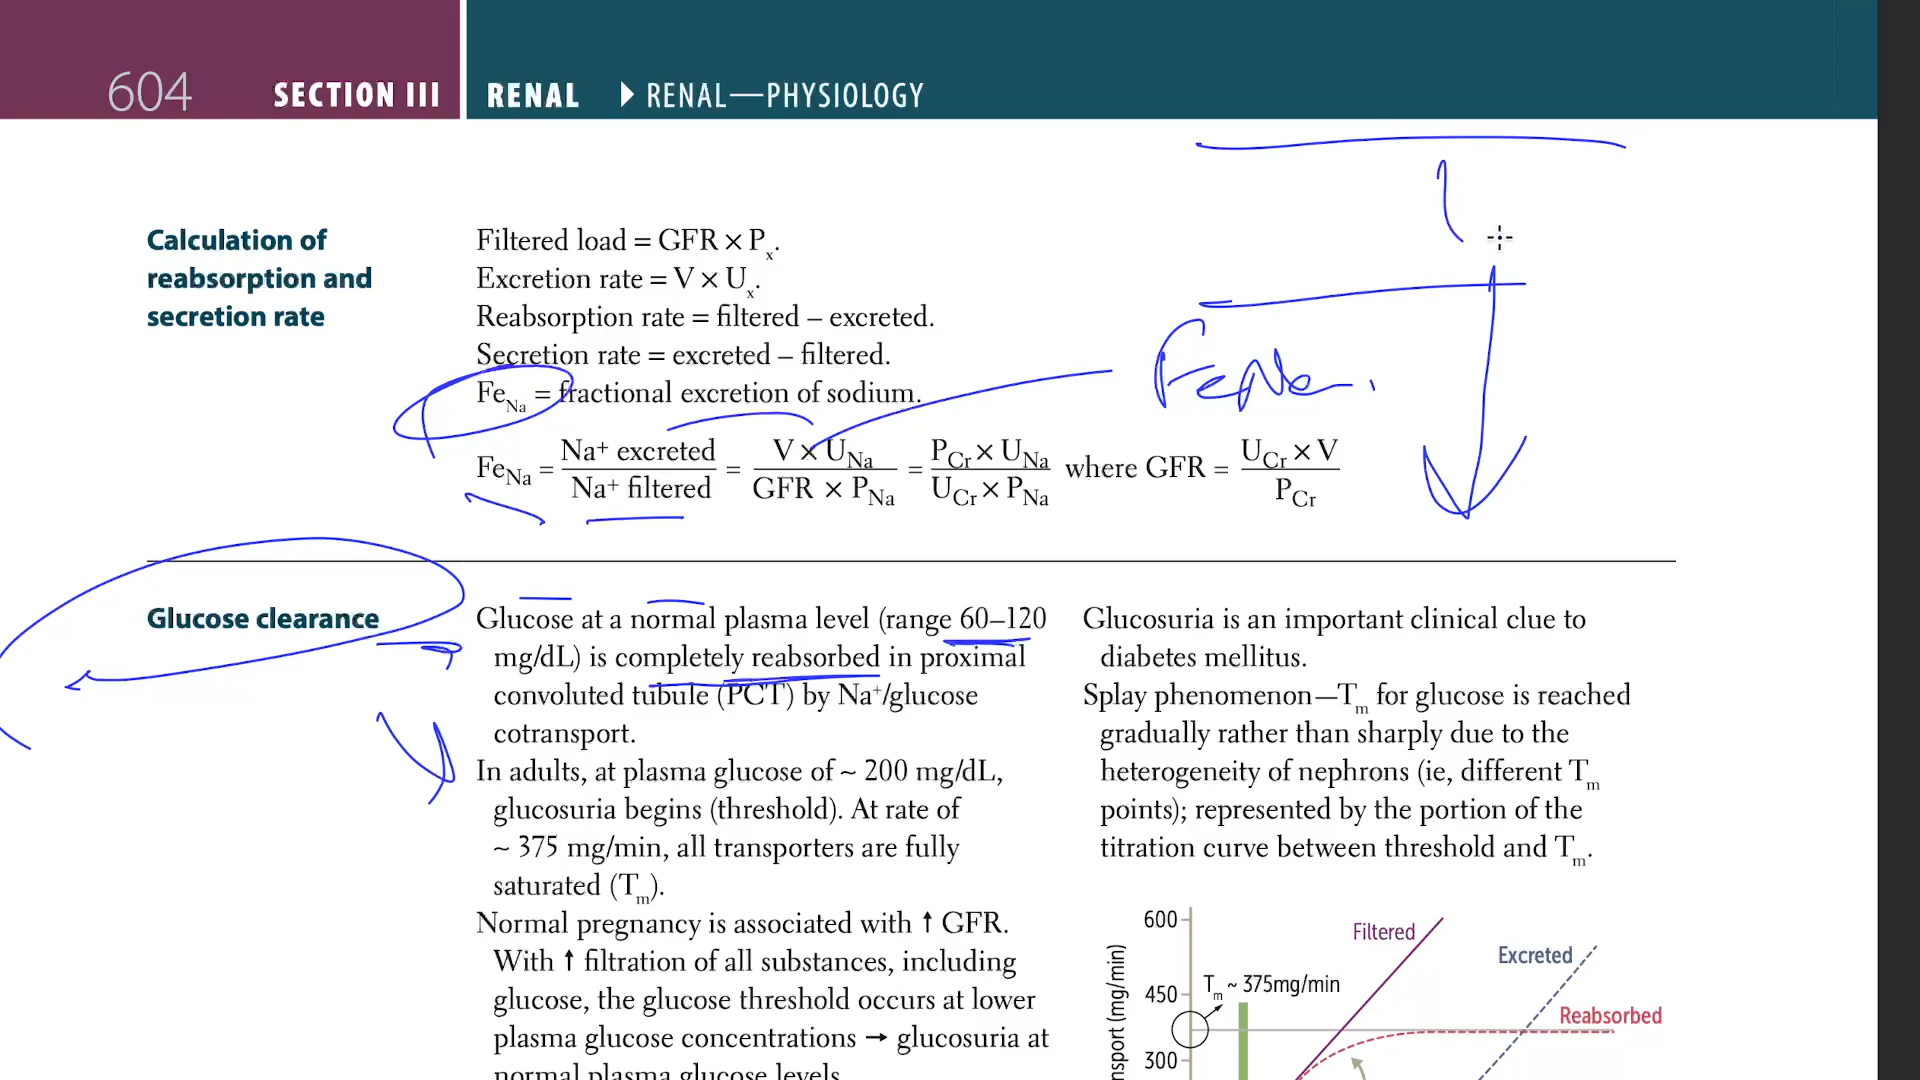 604 SECTION III RENAL ▶ RENAL—PHYSIOLOGY
Calculation of
reabsorption and
secretion rate
Filtered load = GFR × Px.
Excretion rate = V × Ux.
Reabsorption rate = filtered – excreted.
Secretion rate = excreted – filtered.
FeNa = fractional excretion of sodium.
FeNa = Na+ excreted / Na+ filtered = V × UNa / GFR × PNa = PCr × UNa / UCr × PNa where GFR = UCr × V / PCr
FeNa.
Glucose clearance
Glucose at a normal plasma level (range 60–120
mg/dL) is completely reabsorbed in proximal
convoluted tubule (PCT) by Na+/glucose
cotransport.
In adults, at plasma glucose of ~ 200 mg/dL,
glucosuria begins (threshold). At rate of
~ 375 mg/min, all transporters are fully
saturated (Tm).
Normal pregnancy is associated with ↑ GFR.
With ↑ filtration of all substances, including
glucose, the glucose threshold occurs at lower
plasma glucose concentrations → glucosuria at
normal plasma glucose levels.
Glucosuria is an important clinical clue to
diabetes mellitus.
Splay phenomenon—Tm for glucose is reached
gradually rather than sharply due to the
heterogeneity of nephrons (ie, different Tm
points); represented by the portion of the
titration curve between threshold and Tm.
600
Filtered
Excreted
Tm ~ 375mg/min
450
Reabsorbed
300
nsport (mg/min)